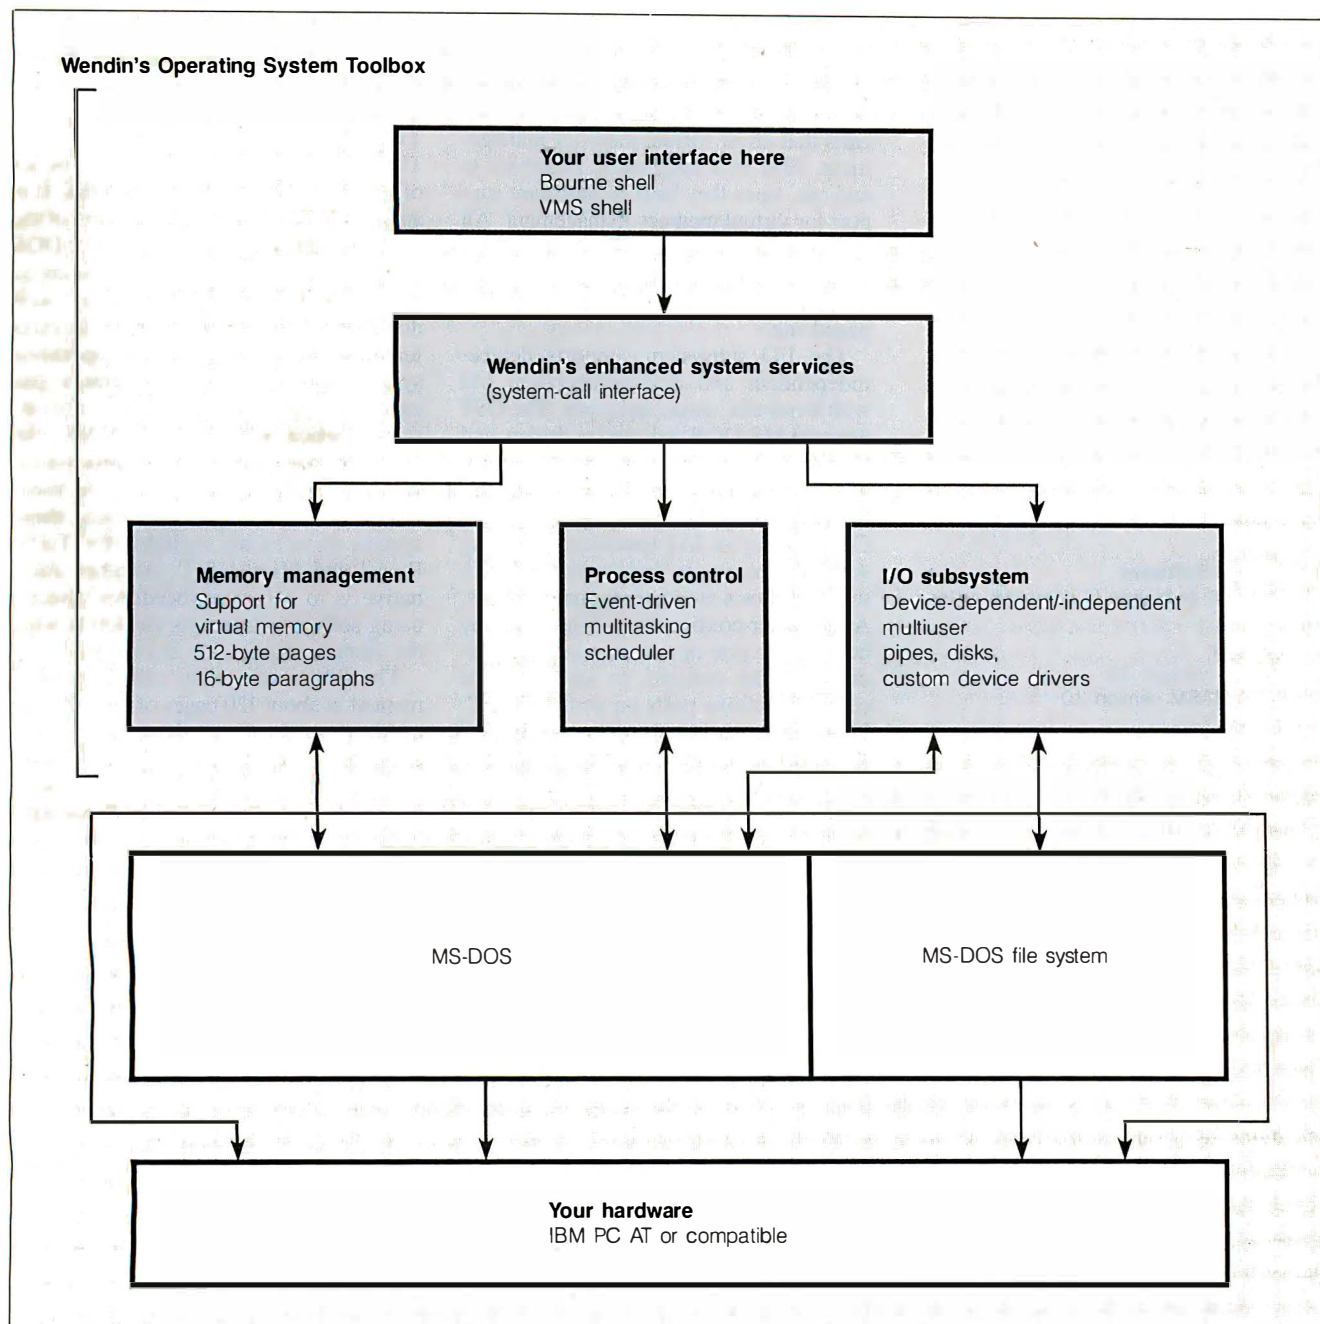 Wendin's Operating System Toolbox
Your user interface here
Bourne shell
VMS shell
Wendin's enhanced system services
(system-call interface)
Memory management
Support for
virtual memory
512-byte pages
16-byte paragraphs
Process control
Event-driven
multitasking
scheduler
I/O subsystem
Device-dependent/-independent
multiuser
pipes, disks,
custom device drivers
MS-DOS
MS-DOS file system
Your hardware
IBM PC AT or compatible